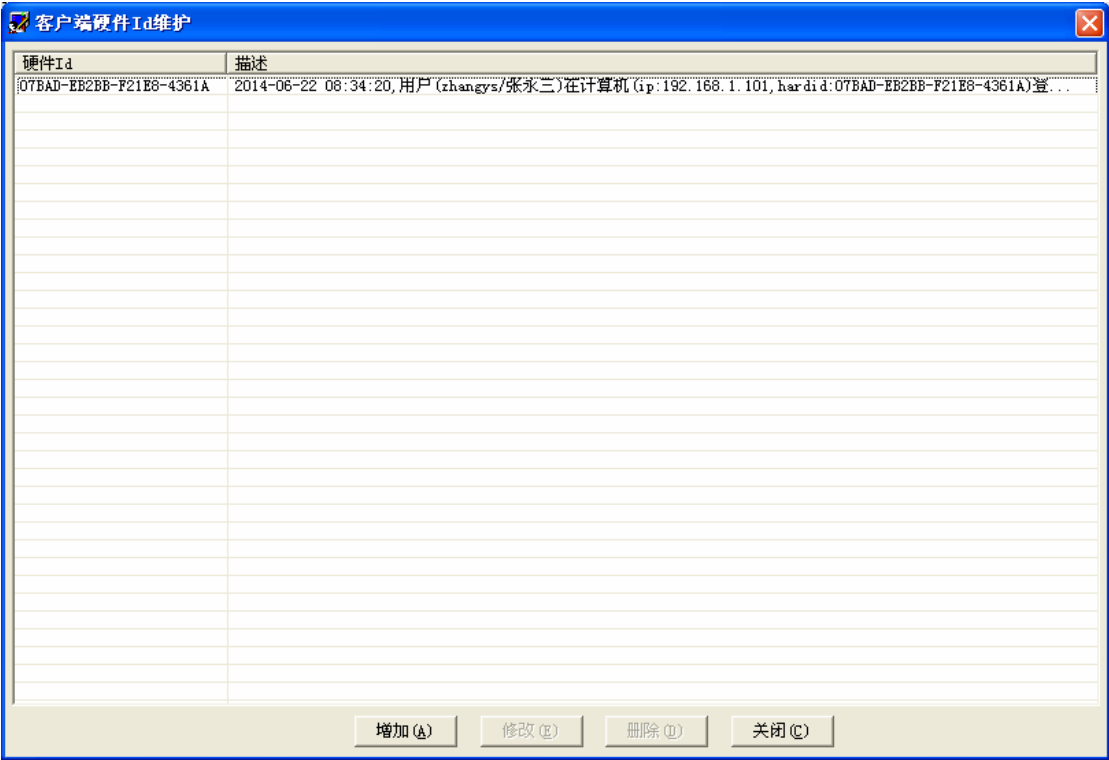 客户端硬件Id维护
硬件Id 描述
07BAD-EB2BB-F21E8-4361A 2014-06-22 08:34:20,用户(zhangys/张永三)在计算机(ip:192.168.1.101,hardid:07BAD-EB2BB-F21E8-4361A)登...
增加(A) 修改(E) 删除(D) 关闭(C)